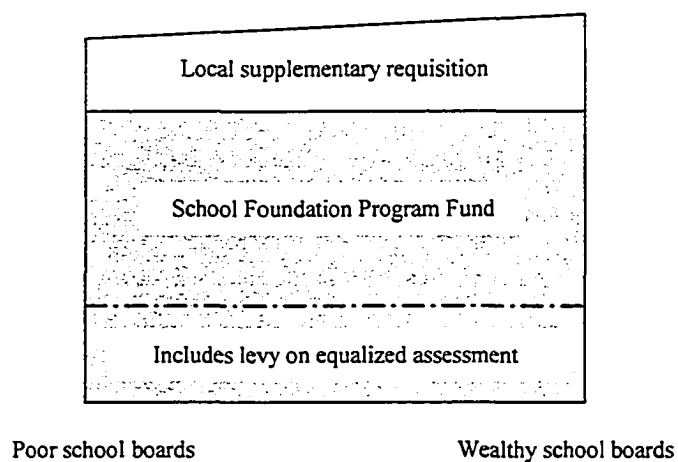 Local supplementary requisition
School Foundation Program Fund
Includes levy on equalized assessment
Poor school boards Wealthy school boards